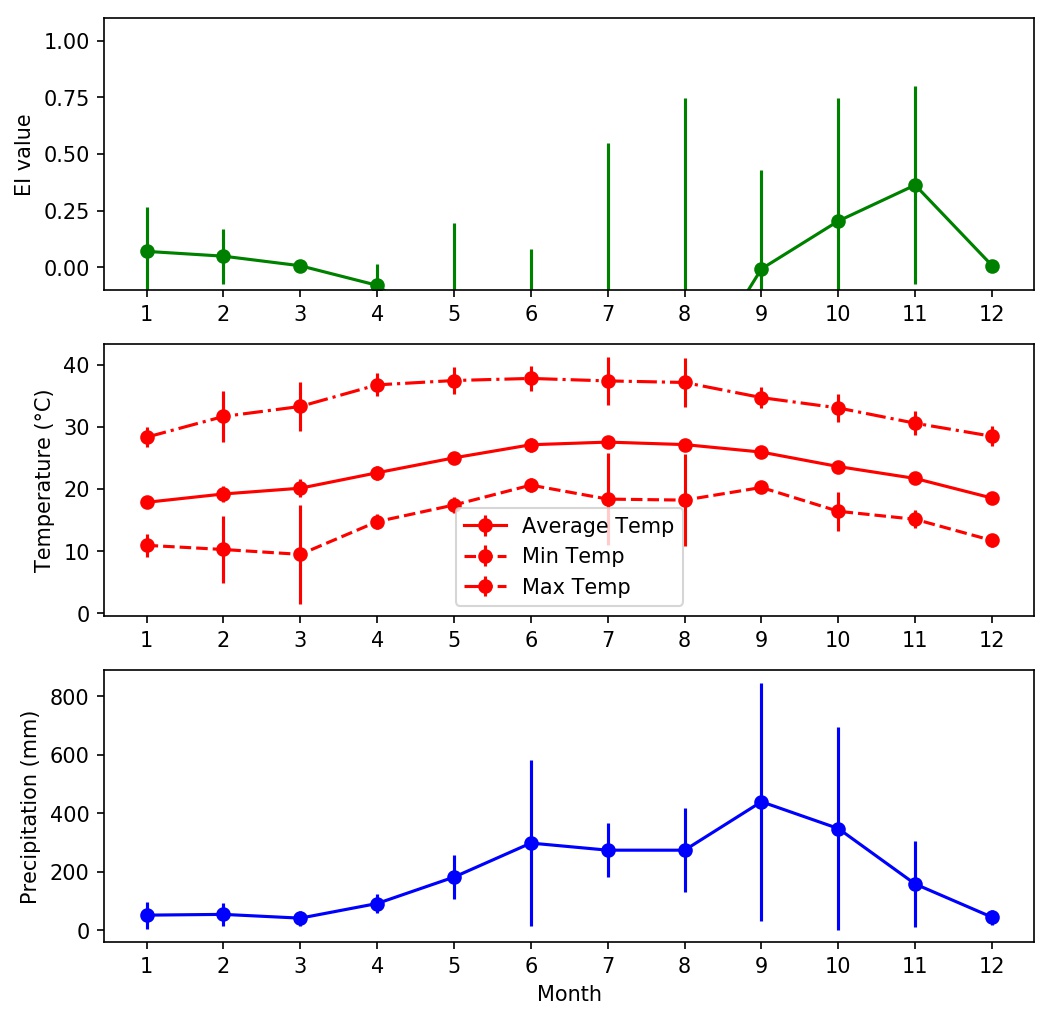 1.00
0.75
0.50
0.25
0.00
EI value
1 2 3 4 5 6 7 8 9 10 11 12
40
30
20
10
0
Temperature (°C)
Average Temp
Min Temp
Max Temp
1 2 3 4 5 6 7 8 9 10 11 12
800
600
400
200
0
Precipitation (mm)
1 2 3 4 5 6 7 8 9 10 11 12
Month